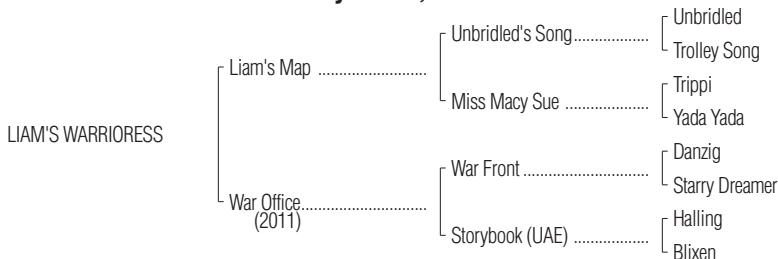 Unbridled
Unbridled's Song..................
Trolley Song
Liam's Map ..........................
Trippi
Miss Macy Sue ....................
Yada Yada
LIAM'S WARRIORESS
Danzig
War Front ..............................
Starry Dreamer
War Office..............................
(2011)
Halling
Storybook (UAE) ..................
Blixen